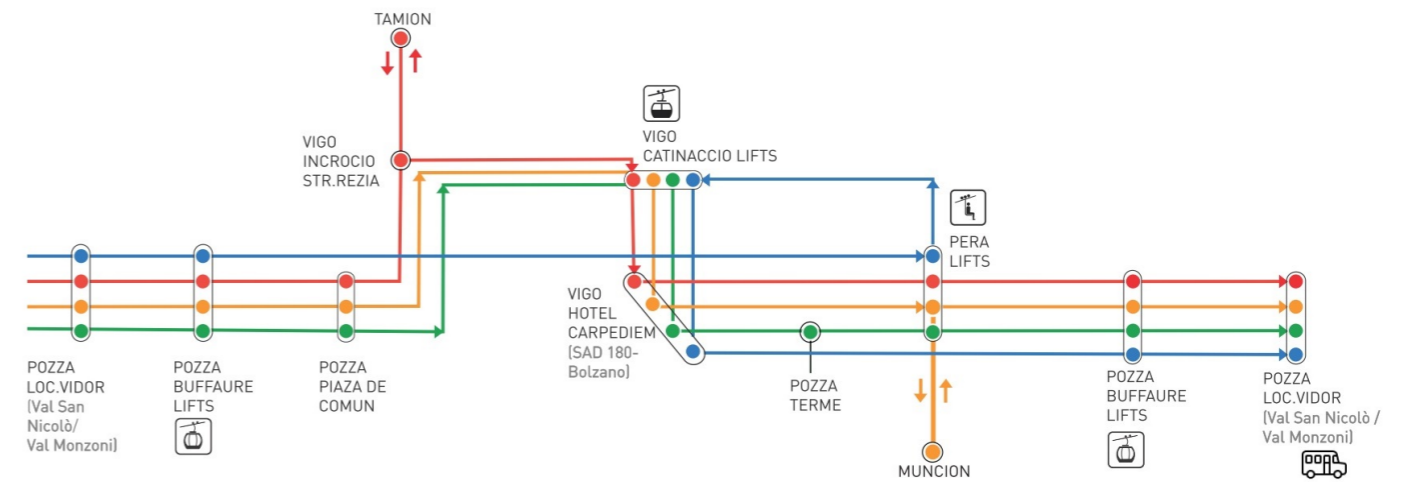 TAMION
VIGO
INCROCIO
STR.REZIA
VIGO
CATINACCIO LIFTS
PERA
LIFTS
VIGO
HOTEL
CARPEDIEM
(SAD 180-
Bolzano)
POZZA
LOC.VIDOR
(Val San
Nicolò/
Val Monzoni)
POZZA
BUFFAURE
LIFTS
POZZA
PIAZA DE
COMUN
POZZA
TERME
MUNCION
POZZA
BUFFAURE
LIFTS
POZZA
LOC.VIDOR
(Val San Nicolò /
Val Monzoni)